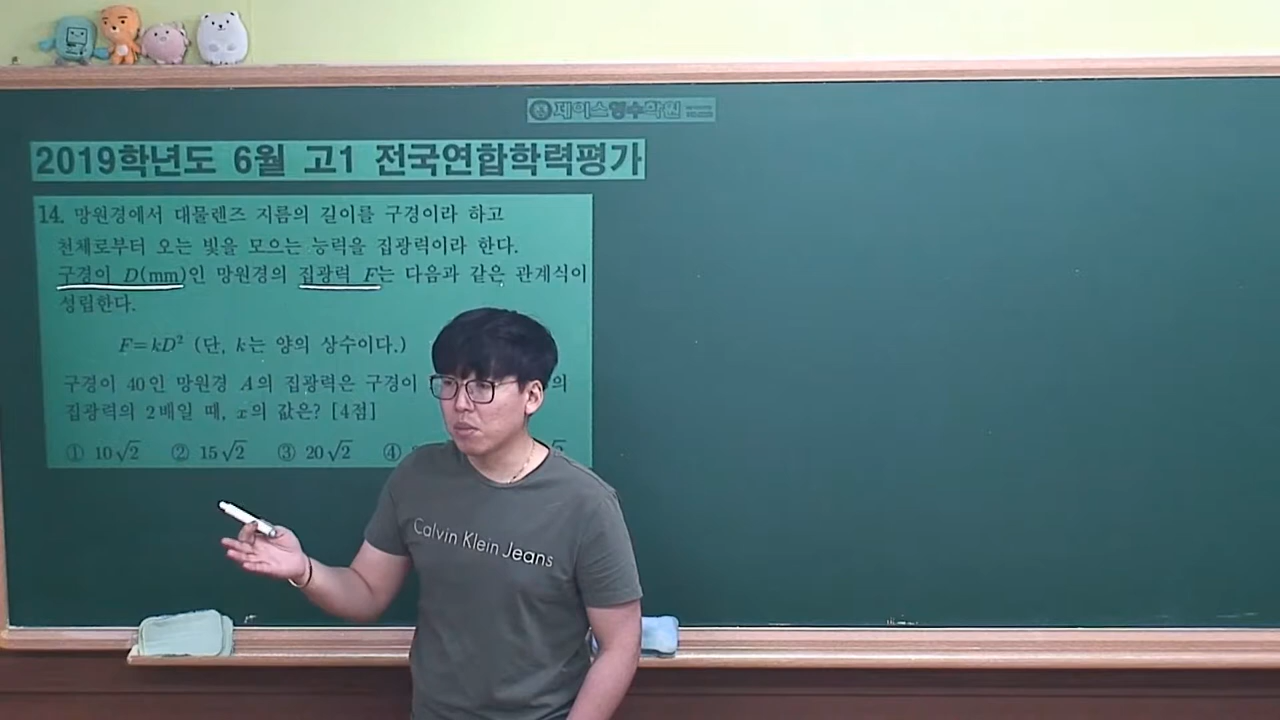 제이스영수학원
2019학년도 6월 고1 전국연합학력평가
14. 망원경에서 대물렌즈 지름의 길이를 구경이라 하고
천체로부터 오는 빛을 모으는 능력을 집광력이라 한다.
구경이 D(mm)인 망원경의 집광력 F는 다음과 같은 관계식이
성립한다.
F=kD² (단, k는 양의 상수이다.)
구경이 40인 망원경 A의 집광력은 구경이 의
집광력의 2배일 때, x의 값은? [4점]
① 10√2 ② 15√2 ③ 20√2 ④
Calvin Klein Jeans